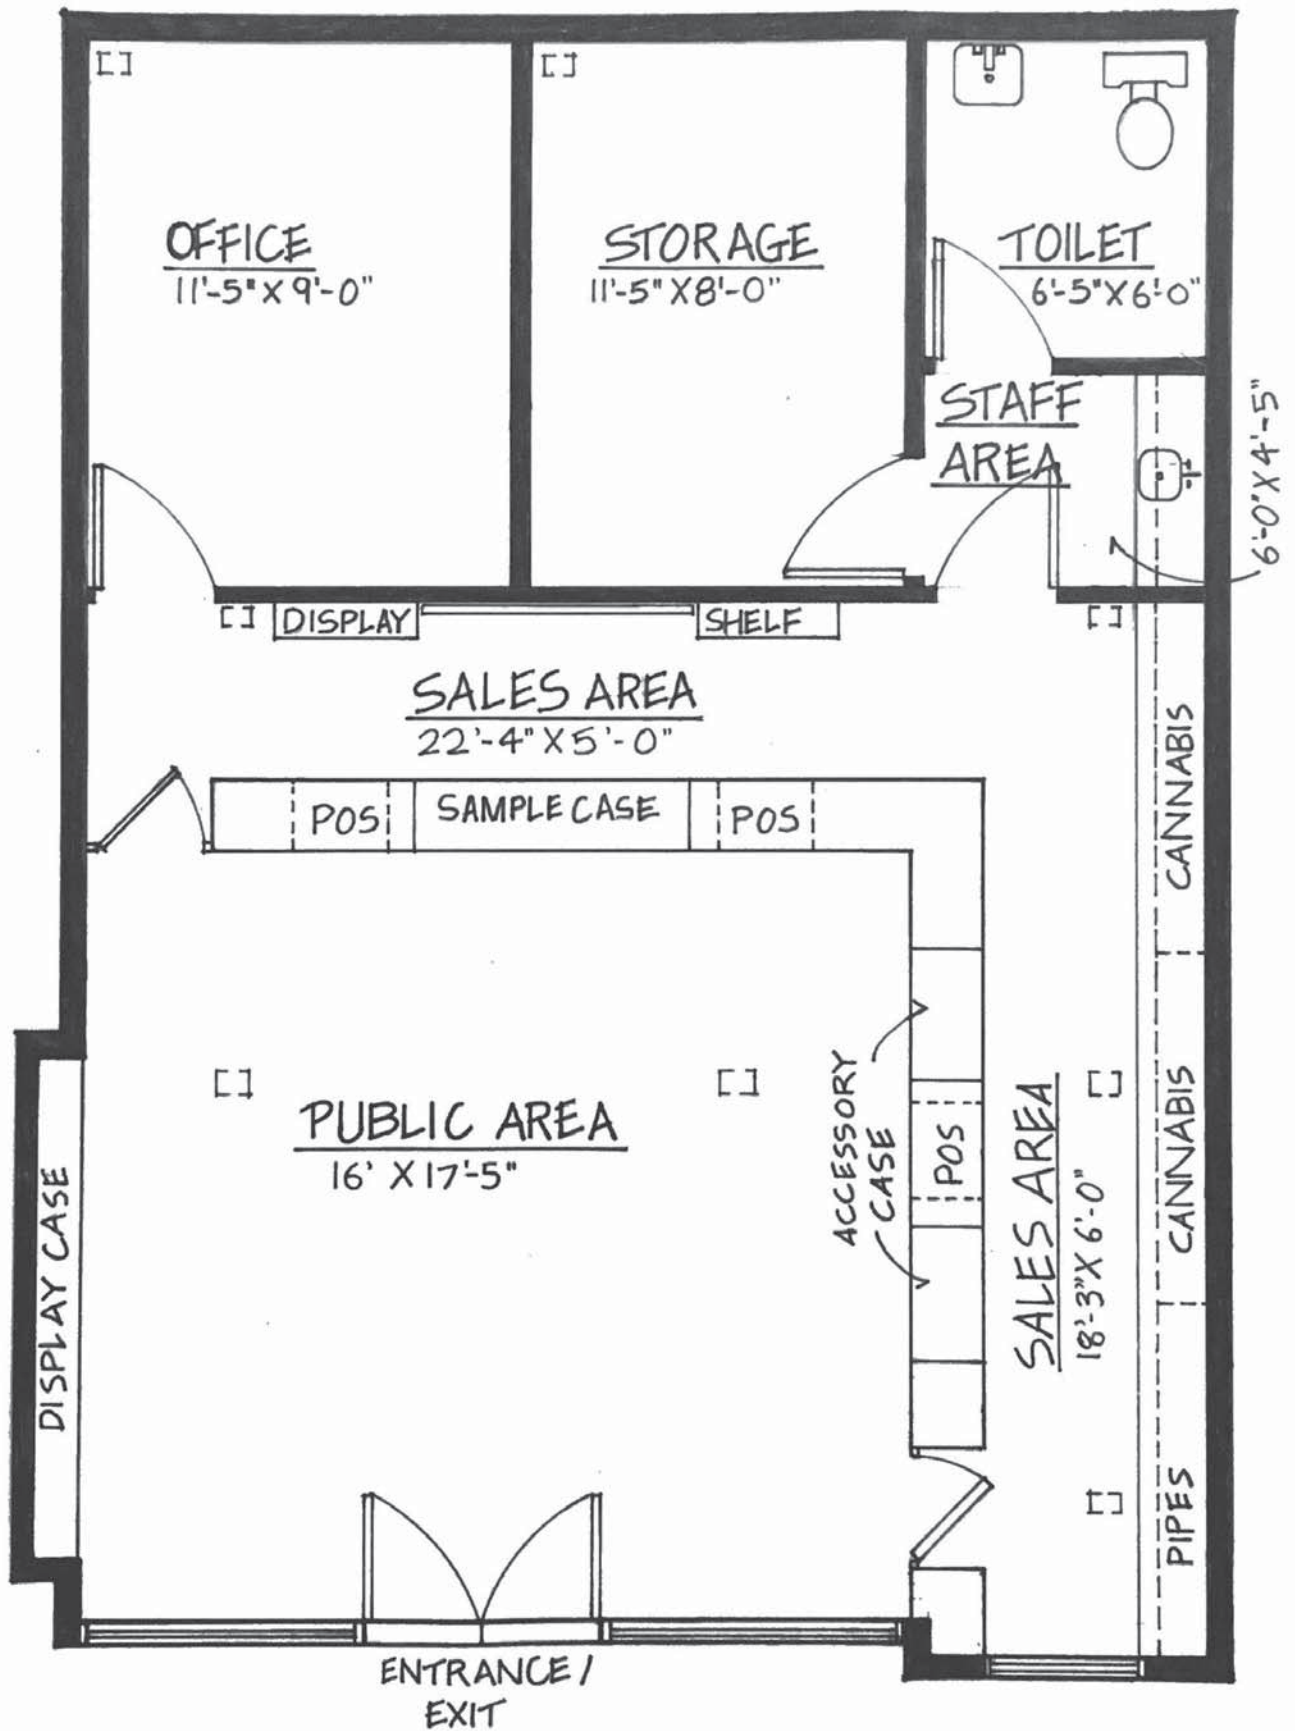 OFFICE
11'-5" X 9'-0"
STORAGE
11'-5" X 8'-0"
TOILET
6'-5" X 6'-0"
STAFF
AREA
6'-0" X 4'-5"
DISPLAY
SHELF
SALES AREA
22'-4" X 5'-0"
POS
SAMPLE CASE
POS
CANNABIS
CANNABIS
PIPES
ACCESSORY
CASE
POS
SALES AREA
18'-3" X 6'-0"
PUBLIC AREA
16' X 17'-5"
DISPLAY CASE
ENTRANCE /
EXIT